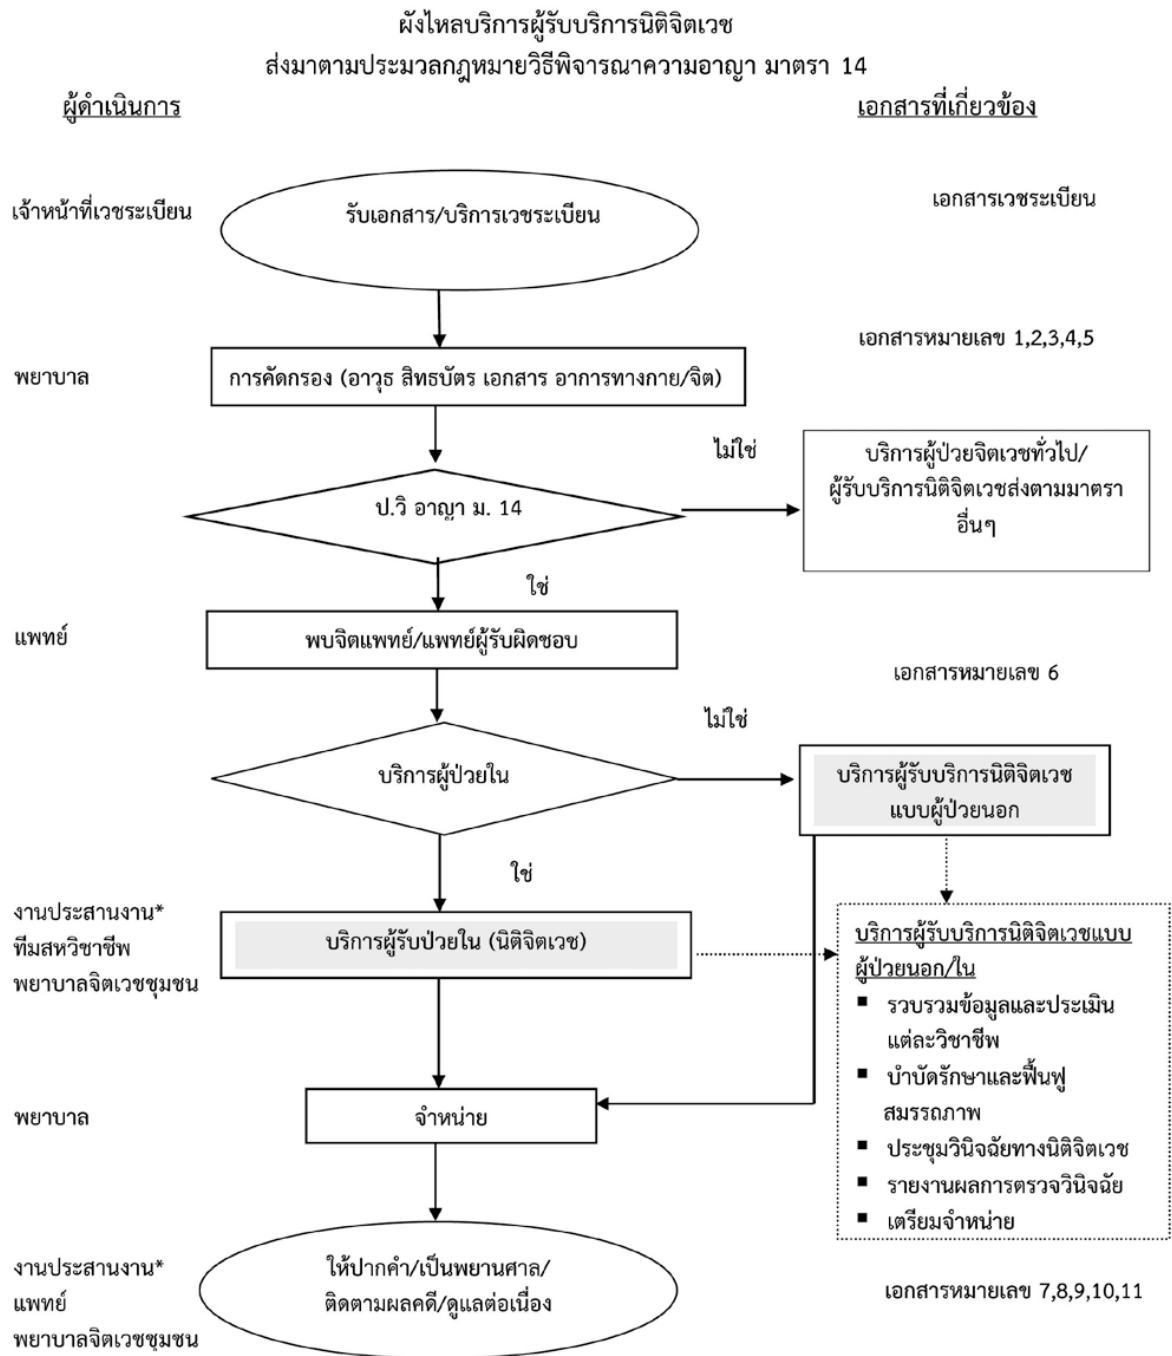 ผังไหลบริการผู้รับบริการนิติจิตเวช
ส่งมาตามประมวลกฎหมายวิธีพิจารณาความอาญา มาตรา 14
ผู้ดำเนินการ
เอกสารที่เกี่ยวข้อง
เจ้าหน้าที่เวชระเบียน
รับเอกสาร/บริการเวชระเบียน
เอกสารเวชระเบียน
เอกสารหมายเลข 1,2,3,4,5
พยาบาล
การคัดกรอง (อาวุธ สิทธบัตร เอกสาร อาการทางกาย/จิต)
ไม่ใช่
บริการผู้ป่วยจิตเวชทั่วไป/
ผู้รับบริการนิติจิตเวชส่งตามมาตรา
อื่นๆ
ป.วิ อาญา ม. 14
ใช่
แพทย์
พบจิตแพทย์/แพทย์ผู้รับผิดชอบ
เอกสารหมายเลข 6
ไม่ใช่
บริการผู้ป่วยใน
บริการผู้รับบริการนิติจิตเวช
แบบผู้ป่วยนอก
ใช่
งานประสานงาน*
ทีมสหวิชาชีพ
พยาบาลจิตเวชชุมชน
บริการผู้รับป่วยใน (นิติจิตเวช)
บริการผู้รับบริการนิติจิตเวชแบบ
ผู้ป่วยนอก/ใน
▪ รวบรวมข้อมูลและประเมิน
แต่ละวิชาชีพ
▪ บำบัดรักษาและฟื้นฟู
สมรรถภาพ
▪ ประชุมวินิจฉัยทางนิติจิตเวช
▪ รายงานผลการตรวจวินิจฉัย
▪ เตรียมจำหน่าย
พยาบาล
จำหน่าย
งานประสานงาน*
แพทย์
พยาบาลจิตเวชชุมชน
ให้ปากคำ/เป็นพยานศาล/
ติดตามผลคดี/ดูแลต่อเนื่อง
เอกสารหมายเลข 7,8,9,10,11